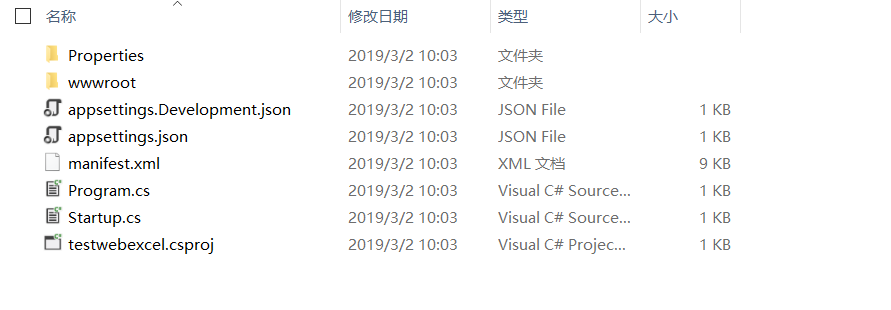 名称 修改日期 类型 大小
Properties 2019/3/2 10:03 文件夹
wwwroot 2019/3/2 10:03 文件夹
appsettings.Development.json 2019/3/2 10:03 JSON File 1 KB
appsettings.json 2019/3/2 10:03 JSON File 1 KB
manifest.xml 2019/3/2 10:03 XML 文档 9 KB
Program.cs 2019/3/2 10:03 Visual C# Source... 1 KB
Startup.cs 2019/3/2 10:03 Visual C# Source... 1 KB
testwebexcel.csproj 2019/3/2 10:03 Visual C# Projec... 1 KB